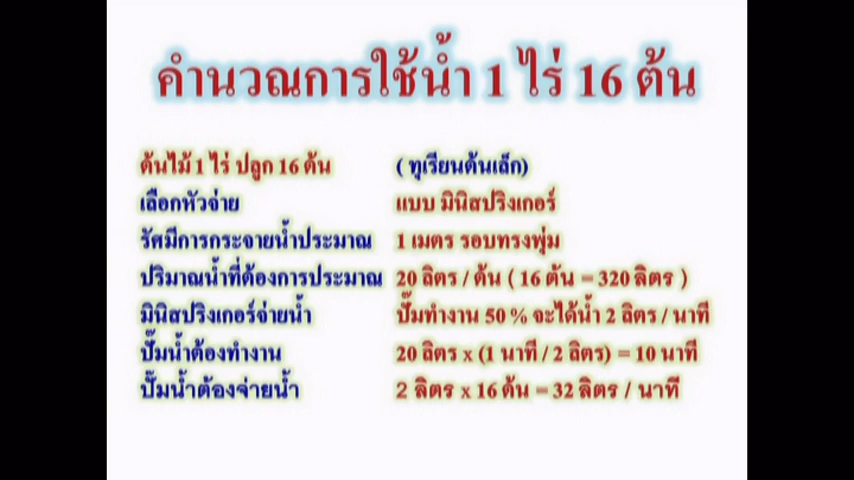 คำนวณการใช้น้ำ 1 ไร่ 16 ต้น
ต้นไม้ 1 ไร่ ปลูก 16 ต้น ( ทุเรียนต้นเล็ก)
เลือกหัวจ่าย แบบ มินิสปริงเกอร์
รัศมีการกระจายน้ำประมาณ 1 เมตร รอบทรงพุ่ม
ปริมาณน้ำที่ต้องการประมาณ 20 ลิตร / ต้น ( 16 ต้น = 320 ลิตร )
มินิสปริงเกอร์จ่ายน้ำ ปั๊มทำงาน 50 % จะได้น้ำ 2 ลิตร / นาที
ปั๊มน้ำต้องทำงาน 20 ลิตร x (1 นาที / 2 ลิตร) = 10 นาที
ปั๊มน้ำต้องจ่ายน้ำ 2 ลิตร x 16 ต้น = 32 ลิตร / นาที